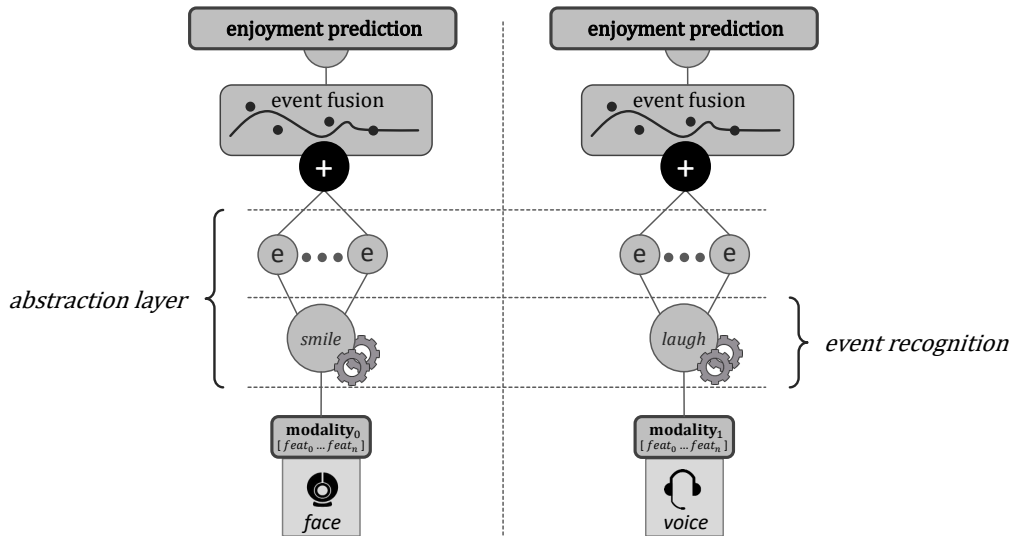 enjoyment prediction
event fusion
+
e
e
abstraction layer
smile
modality₀
[ feat₀ ... featₙ ]
face
enjoyment prediction
event fusion
+
e
e
laugh
event recognition
modality₁
[ feat₀ ... featₙ ]
voice